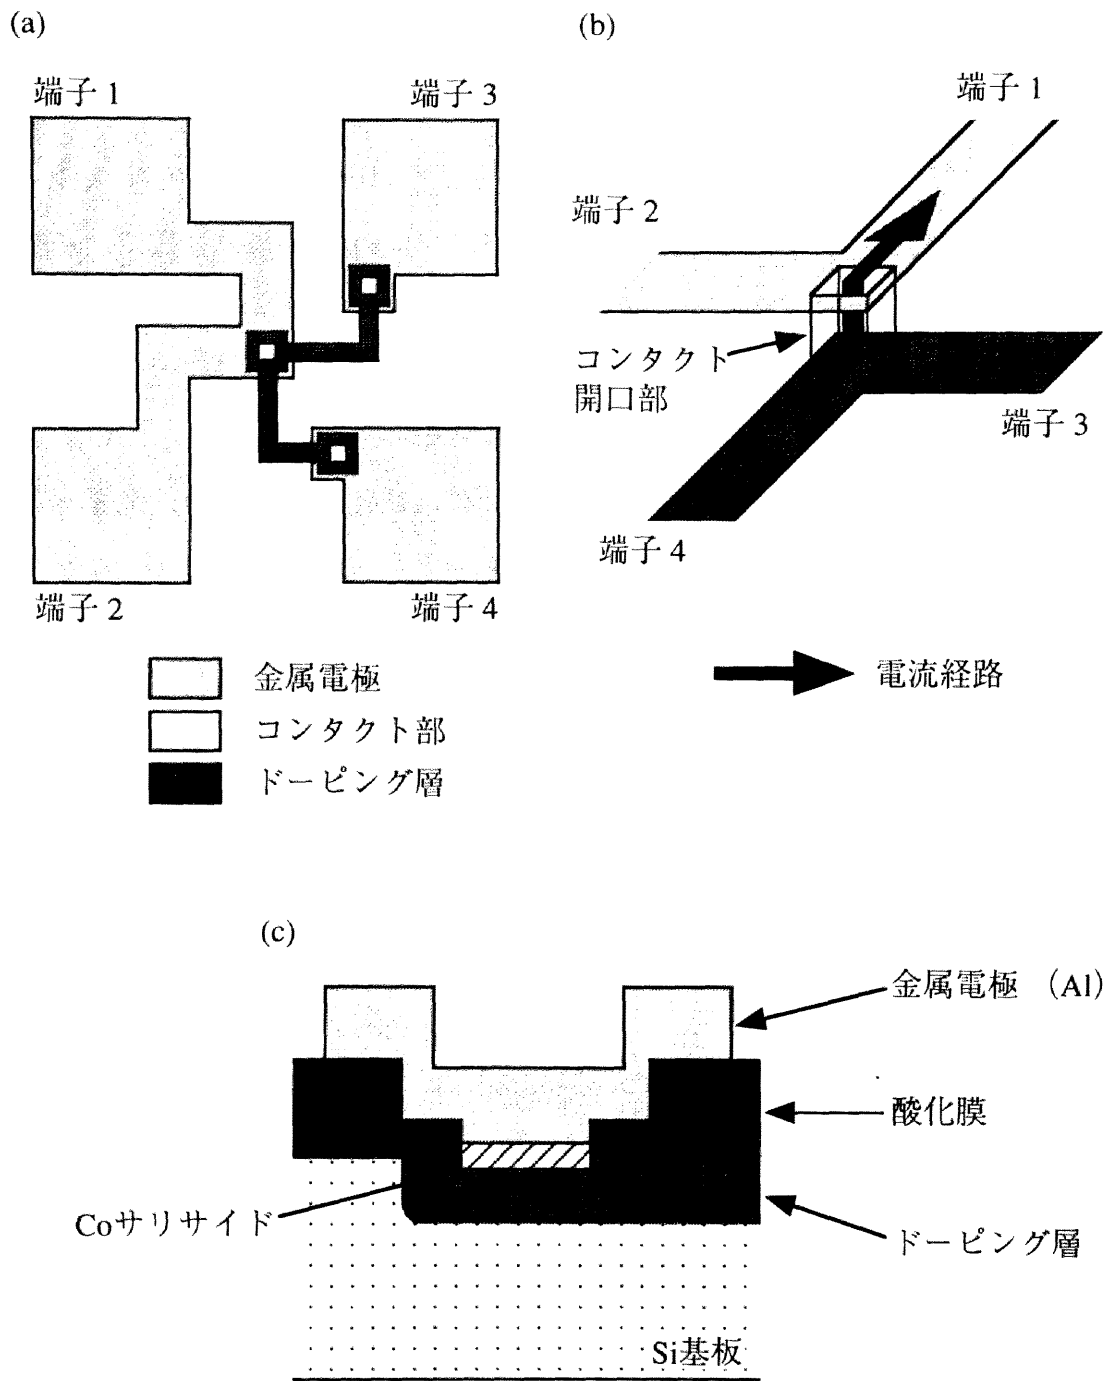 (a)
端子 1
端子 3
端子 2
端子 4
(b)
端子 1
端子 2
コンタクト
開口部
端子 3
端子 4
金属電極
コンタクト部
ドーピング層
電流経路
(c)
金属電極 (Al)
酸化膜
Coサリサイド
ドーピング層
Si基板